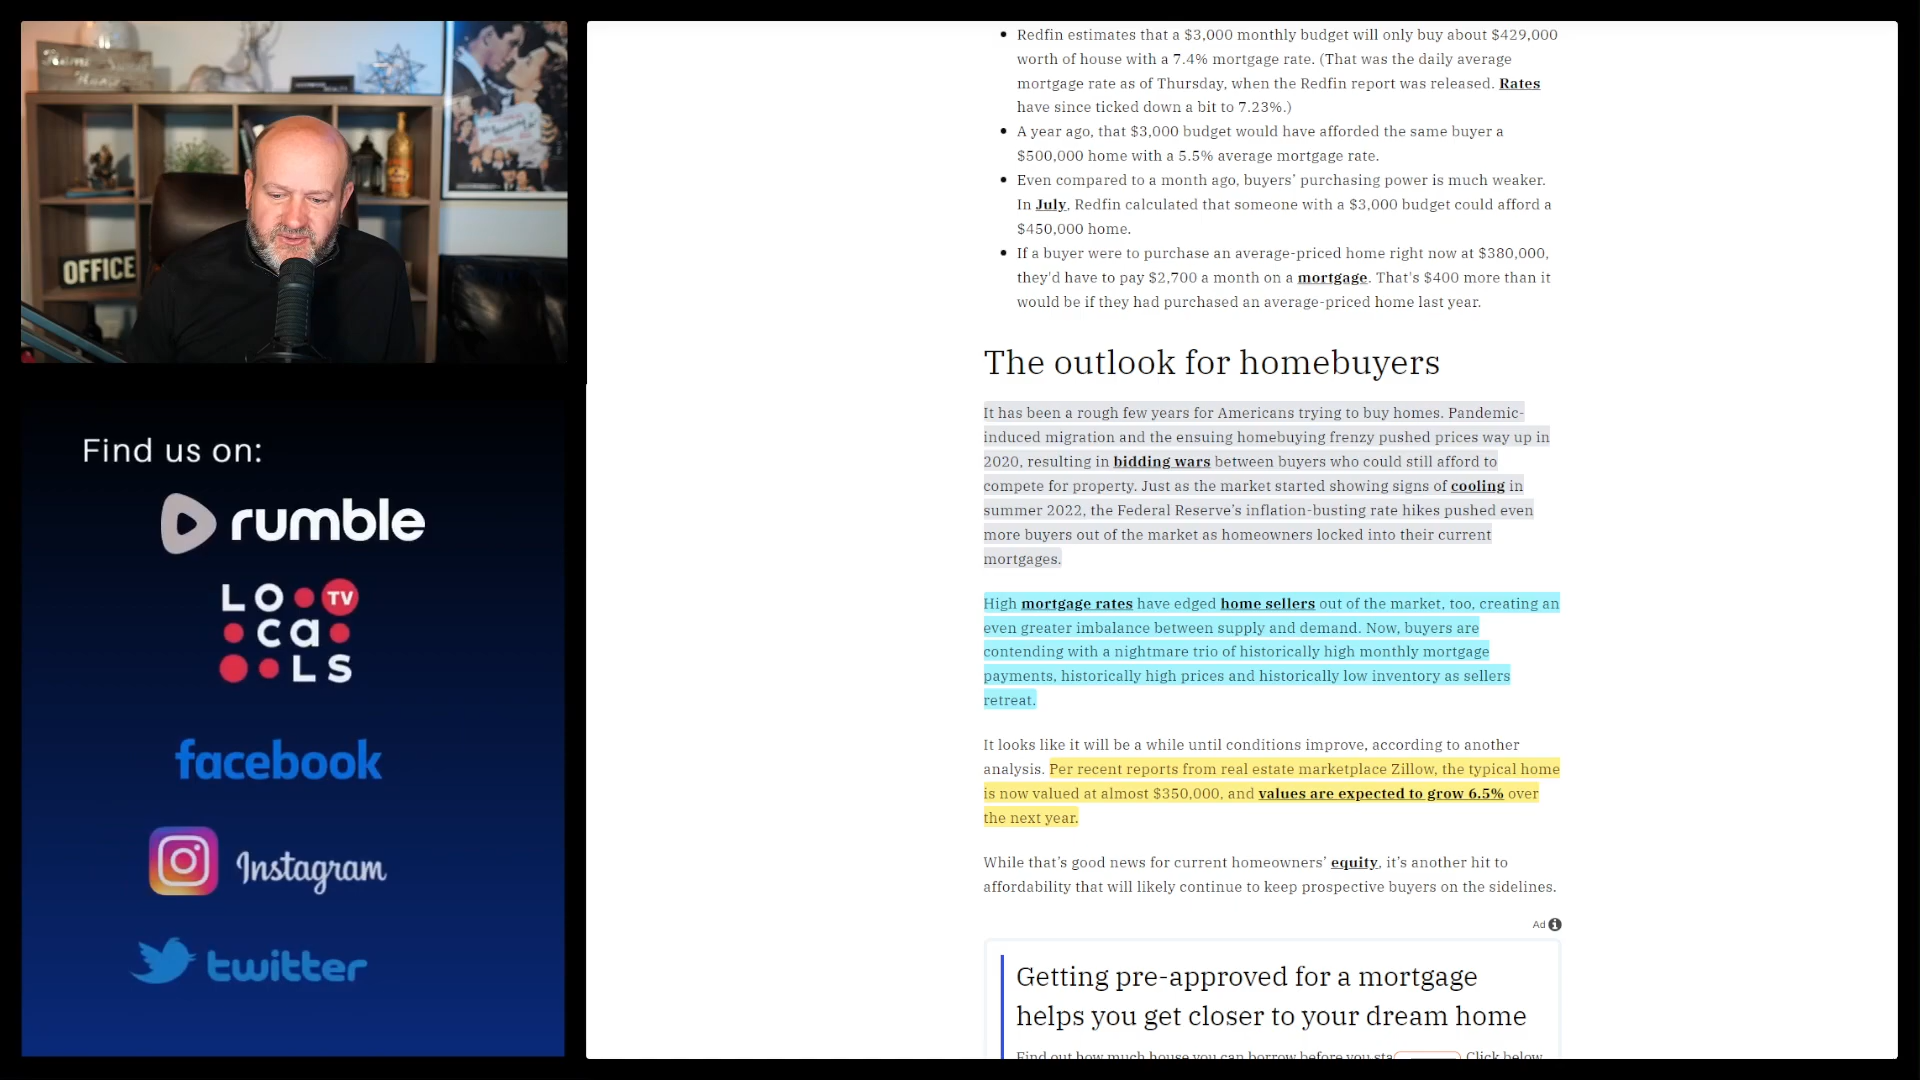 OFFICE
Find us on:
rumble
LOCALS TV
facebook
Instagram
twitter
Redfin estimates that a $3,000 monthly budget will only buy about $429,000
worth of house with a 7.4% mortgage rate. (That was the daily average
mortgage rate as of Thursday, when the Redfin report was released. Rates
have since ticked down a bit to 7.23%.)
A year ago, that $3,000 budget would have afforded the same buyer a
$500,000 home with a 5.5% average mortgage rate.
Even compared to a month ago, buyers’ purchasing power is much weaker.
In July, Redfin calculated that someone with a $3,000 budget could afford a
$450,000 home.
If a buyer were to purchase an average-priced home right now at $380,000,
they'd have to pay $2,700 a month on a mortgage. That's $400 more than it
would be if they had purchased an average-priced home last year.
The outlook for homebuyers
It has been a rough few years for Americans trying to buy homes. Pandemic-
induced migration and the ensuing homebuying frenzy pushed prices way up in
2020, resulting in bidding wars between buyers who could still afford to
compete for property. Just as the market started showing signs of cooling in
summer 2022, the Federal Reserve’s inflation-busting rate hikes pushed even
more buyers out of the market as homeowners locked into their current
mortgages.
High mortgage rates have edged home sellers out of the market, too, creating an
even greater imbalance between supply and demand. Now, buyers are
contending with a nightmare trio of historically high monthly mortgage
payments, historically high prices and historically low inventory as sellers
retreat.
It looks like it will be a while until conditions improve, according to another
analysis. Per recent reports from real estate marketplace Zillow, the typical home
is now valued at almost $350,000, and values are expected to grow 6.5% over
the next year.
While that’s good news for current homeowners’ equity, it’s another hit to
affordability that will likely continue to keep prospective buyers on the sidelines.
Ad
Getting pre-approved for a mortgage
helps you get closer to your dream home
Find out how much house you can borrow before you Click below